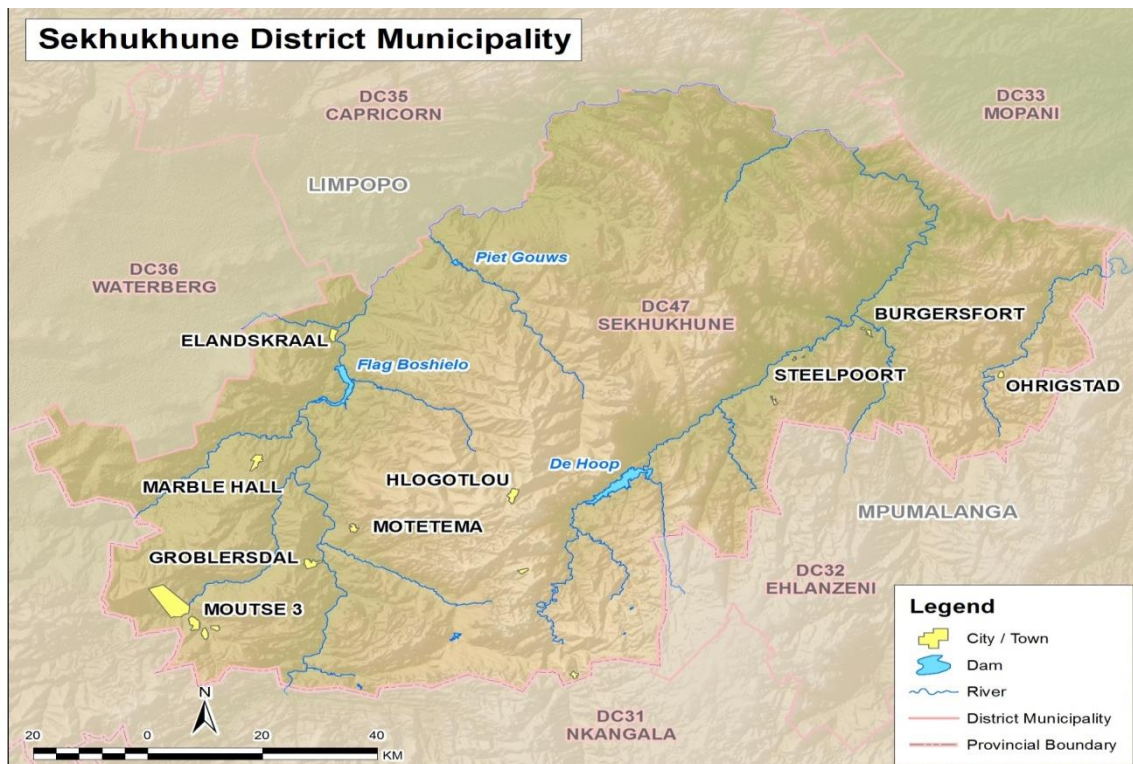 Sekhukhune District Municipality
DC35
CAPRICORN
DC33
MOPANI
LIMPOPO
DC36
WATERBERG
Piet Gouws
DC47
SEKHUKHUNE
BURGERSFORT
ELANDSKRAAL
Flag Boshielo
STEELPOORT
OHRIGSTAD
De Hoop
HLOGOTLOU
MARBLE HALL
MPUMALANGA
MOTETEMA
GROBLERSDAL
DC32
EHLANZENI
MOUTSE 3
DC31
NKANGALA
Legend
City / Town
Dam
River
District Municipality
Provincial Boundary
N
20 0 20 40
KM